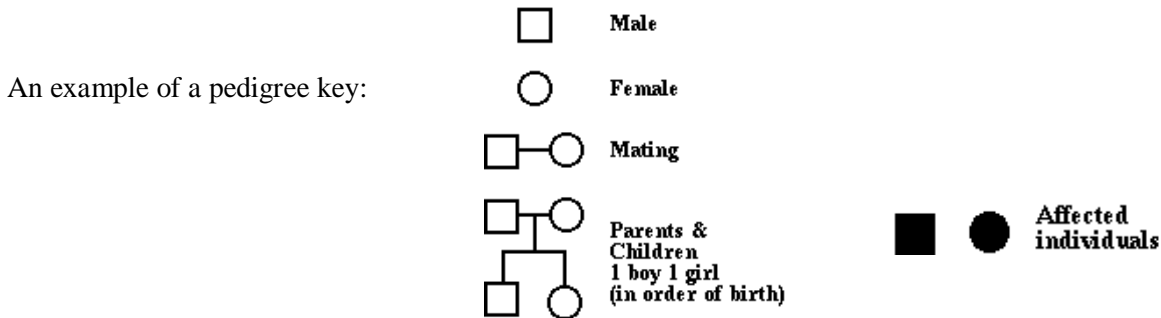 Male
An example of a pedigree key:
Female
Mating
Parents &
Children
1 boy 1 girl
(in order of birth)
Affected
individuals